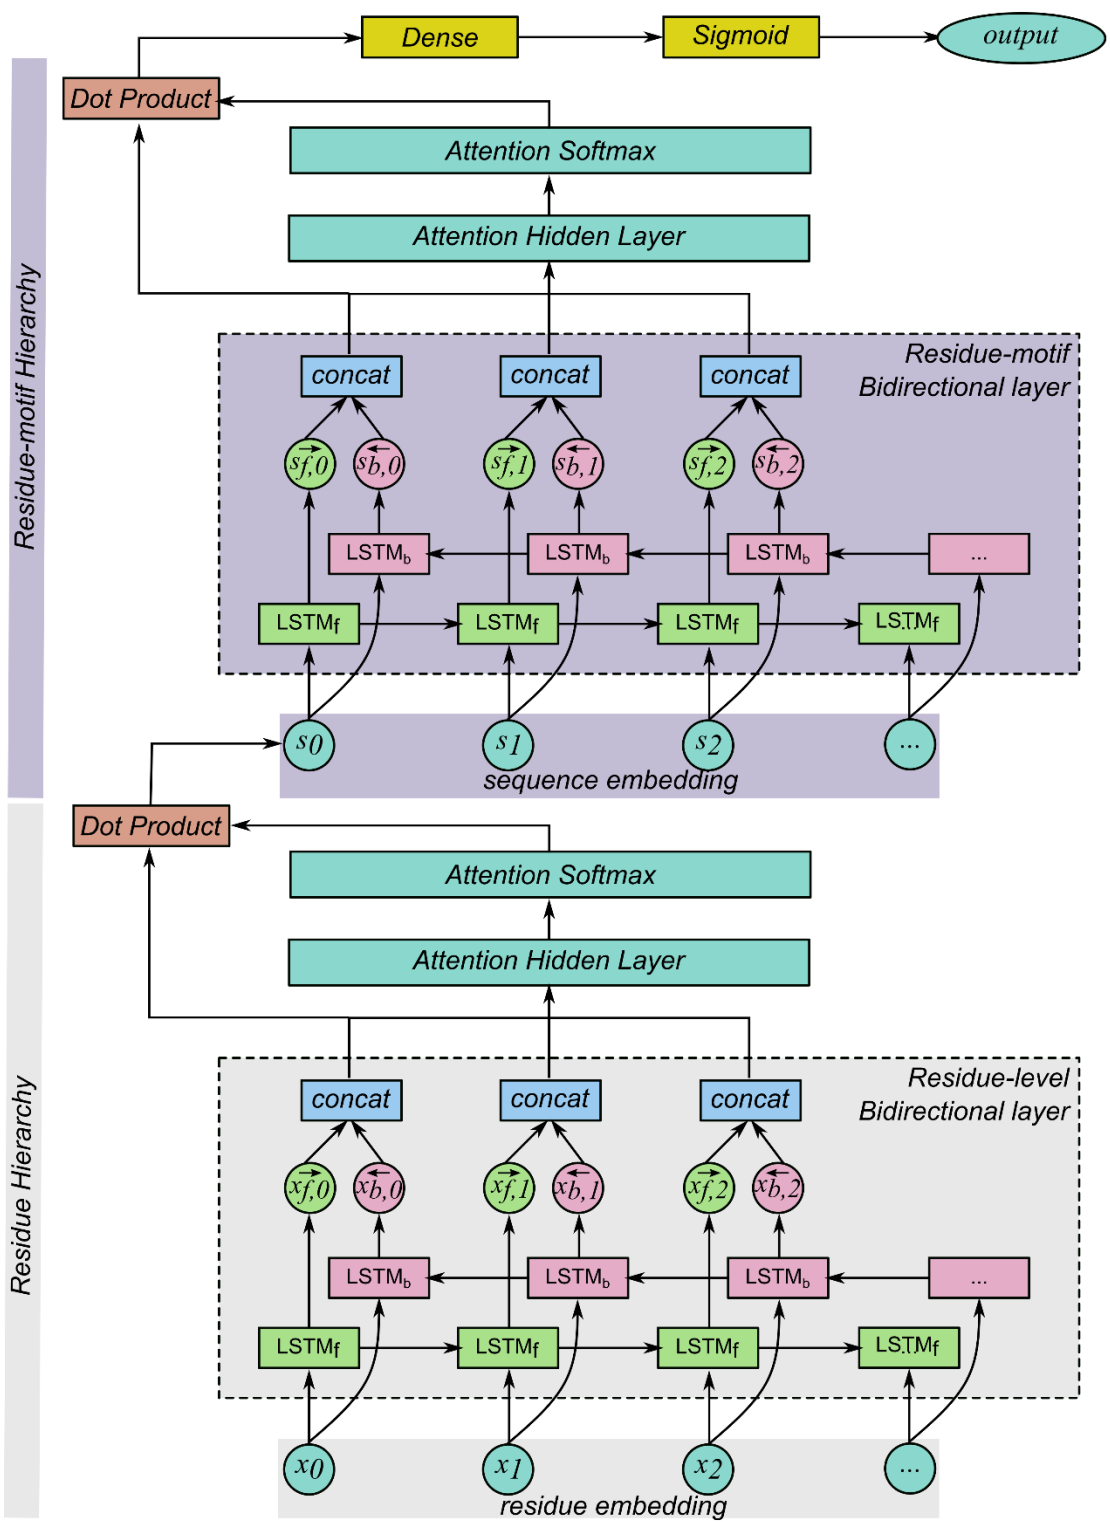 Dense
Sigmoid
output
Dot Product
Attention Softmax
Attention Hidden Layer
Residue-motif Hierarchy
Residue-motif
Bidirectional layer
concat
concat
concat
sf,0
sb,0
sf,1
sb,1
sf,2
sb,2
LSTMb
LSTMb
LSTMb
...
LSTMf
LSTMf
LSTMf
s0
s1
s2
...
sequence embedding
Dot Product
Attention Softmax
Attention Hidden Layer
Residue Hierarchy
Residue-level
Bidirectional layer
concat
concat
concat
xf,0
xb,0
xf,1
xb,1
xf,2
xb,2
LSTMb
LSTMb
LSTMb
...
LSTMf
LSTMf
LSTMf
x0
x1
x2
...
residue embedding